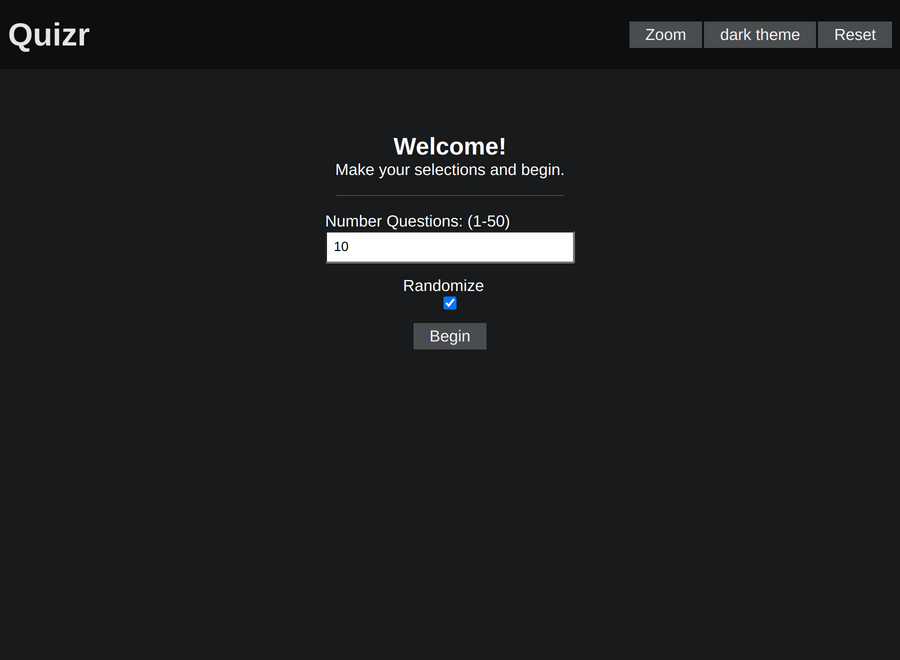 Quizr
Zoom
dark theme
Reset
Welcome!
Make your selections and begin.
Number Questions: (1-50)
10
Randomize
Begin